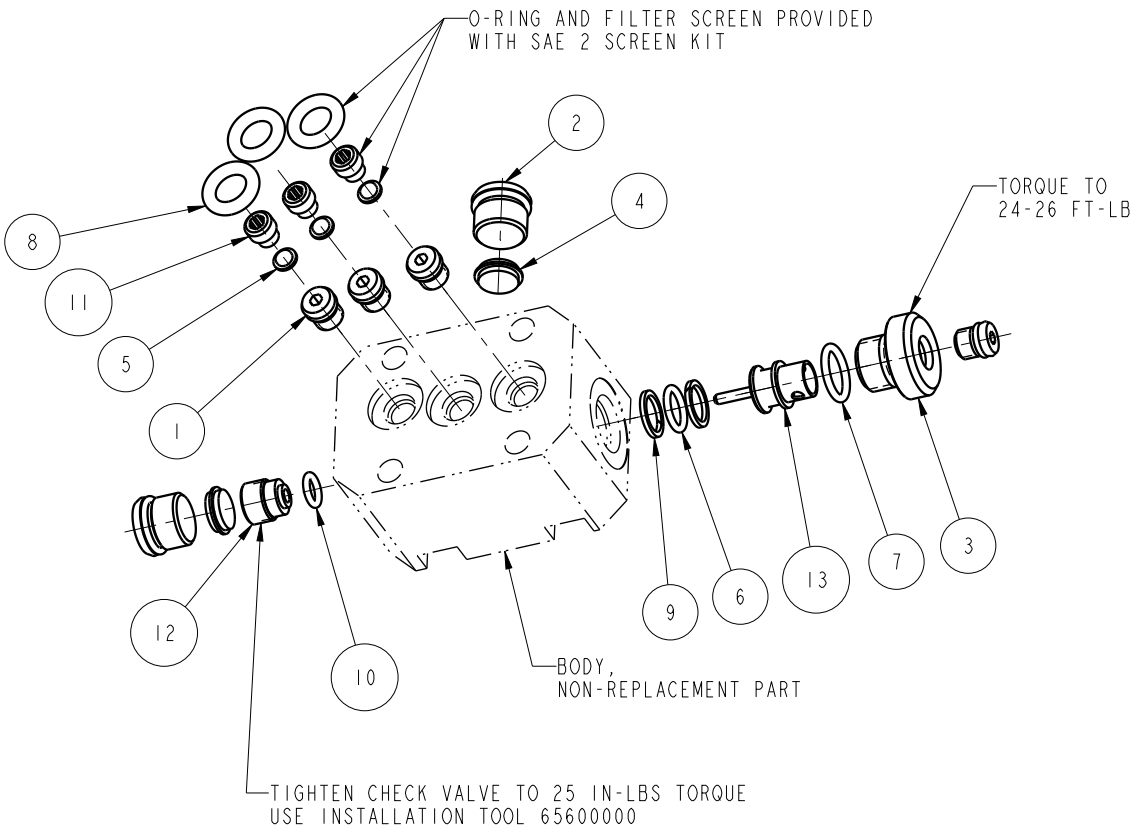 O-RING AND FILTER SCREEN PROVIDED
WITH SAE 2 SCREEN KIT
2
4
TORQUE TO
24-26 FT-LB
8
11
5
1
3
7
13
6
9
12
10
BODY,
NON-REPLACEMENT PART
TIGHTEN CHECK VALVE TO 25 IN-LBS TORQUE
USE INSTALLATION TOOL 65600000